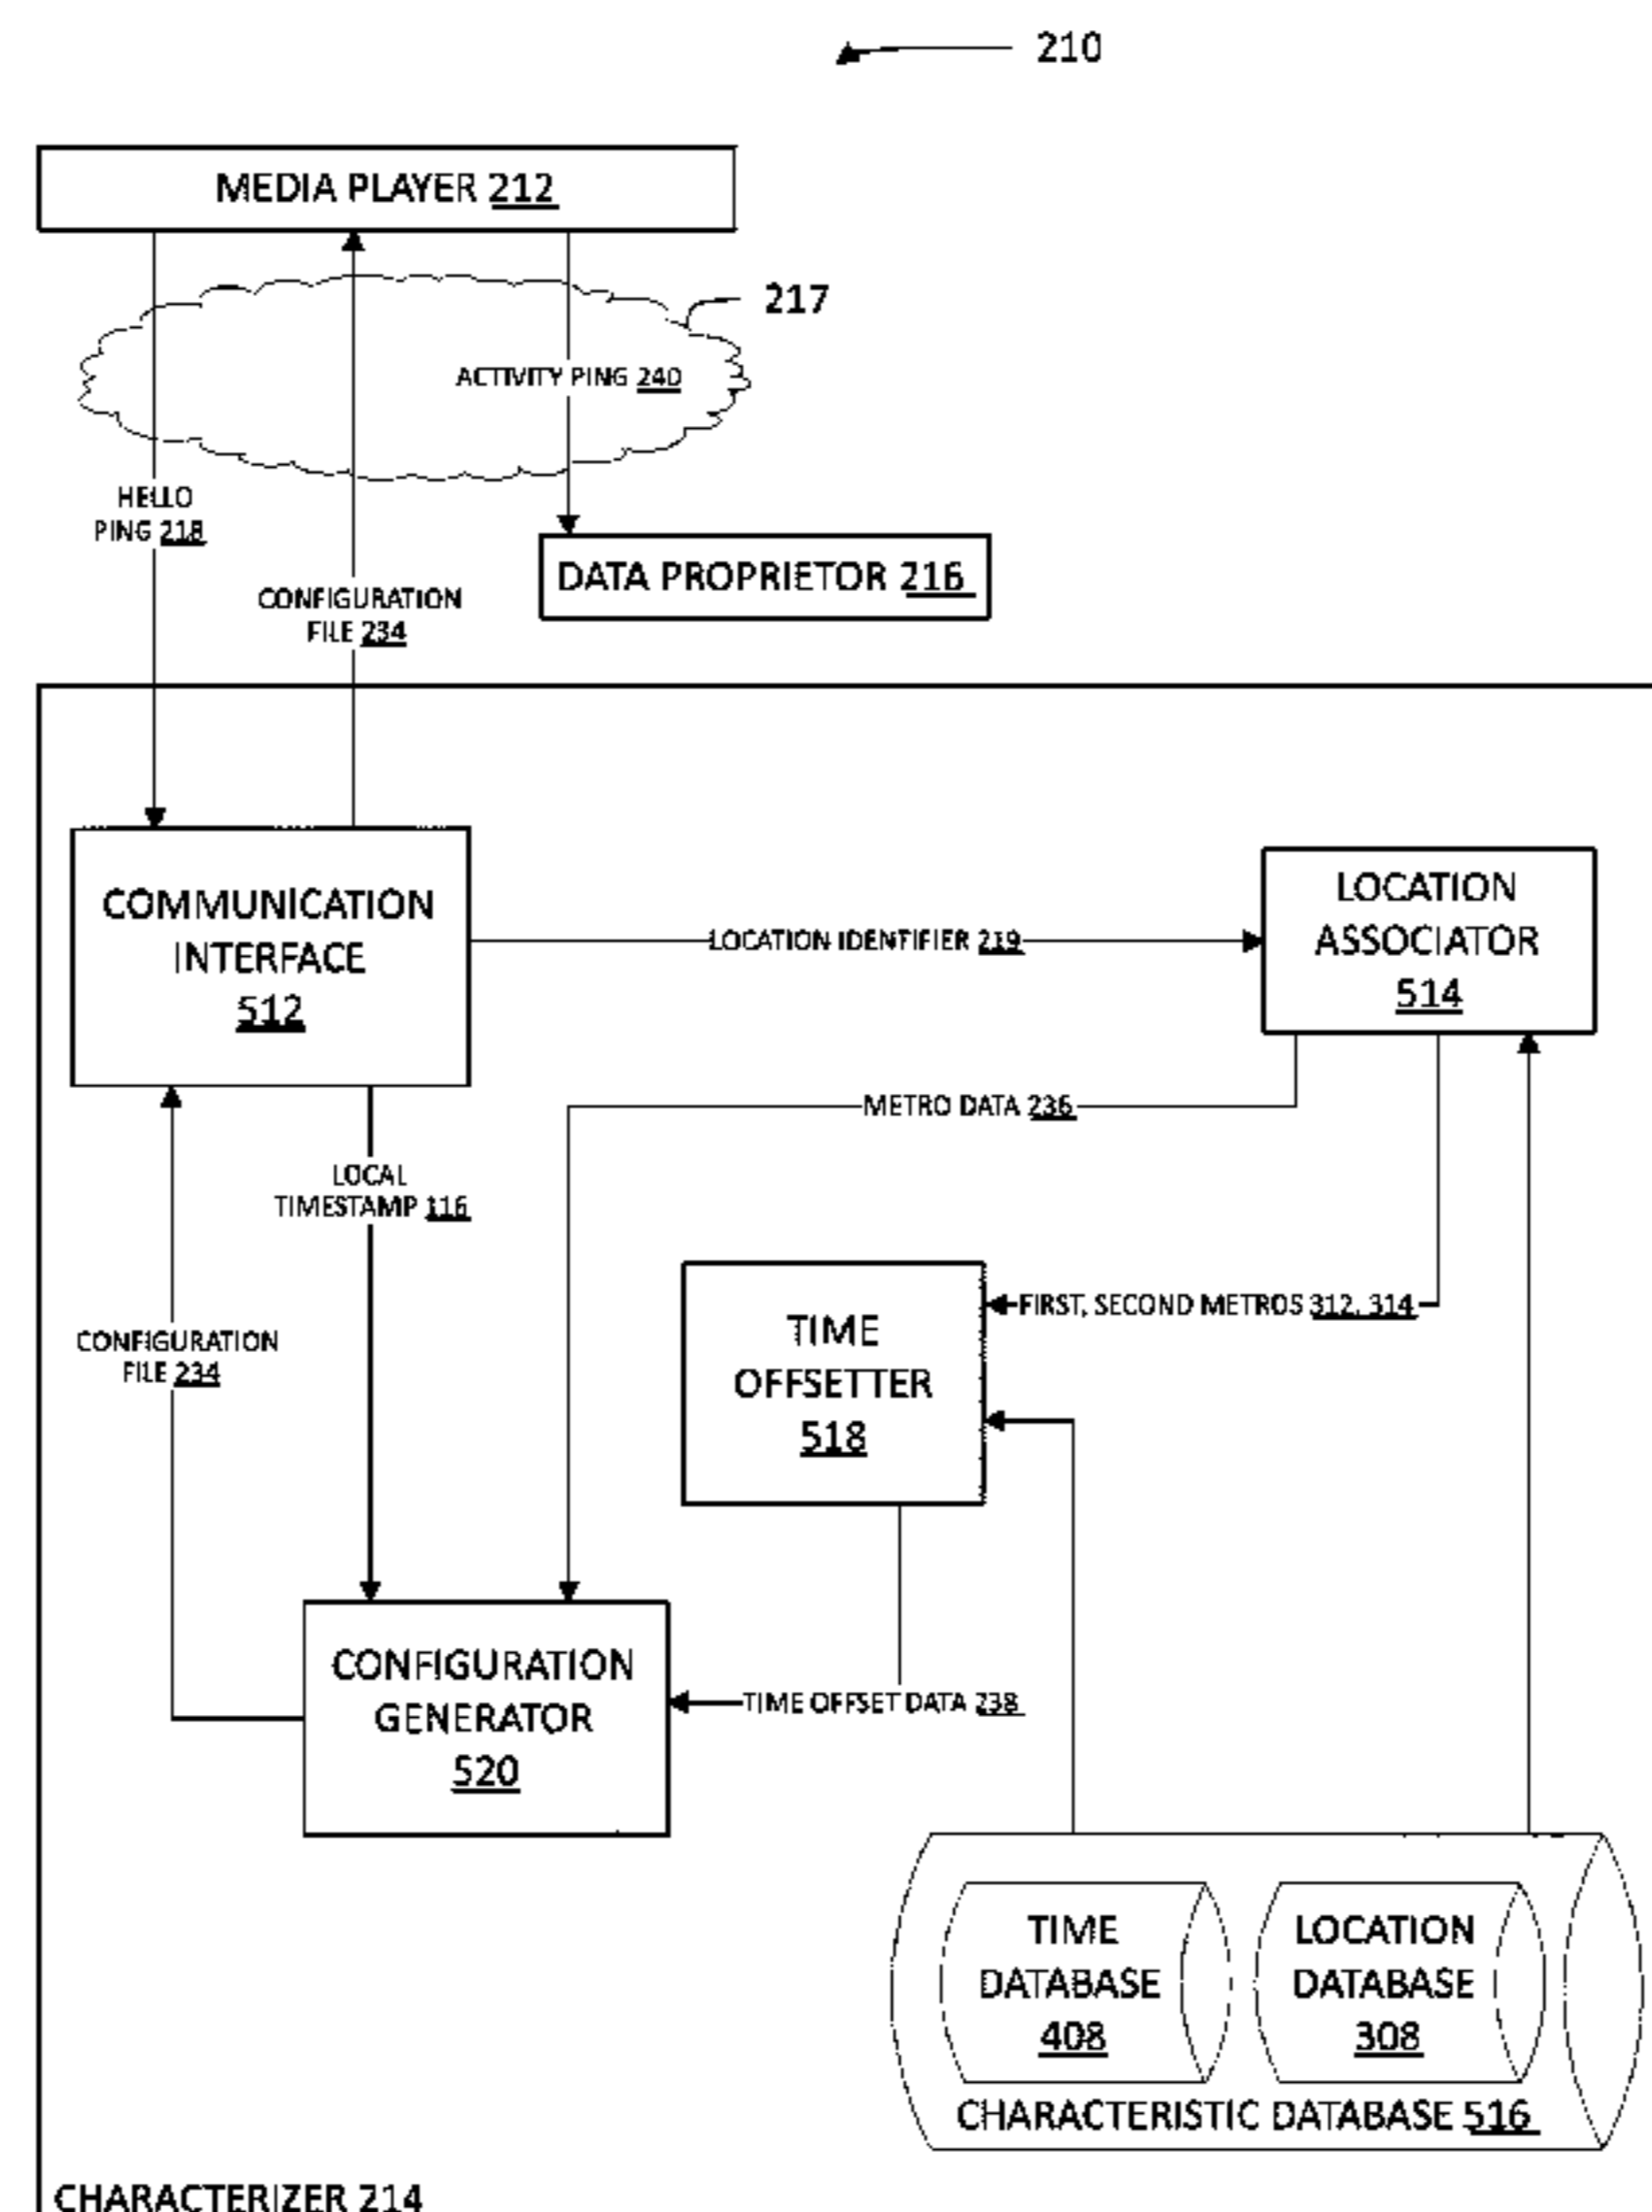 210
MEDIA PLAYER 212
217
ACTIVITY PING 240
HELLO
PING 218
DATA PROPRIETOR 216
CONFIGURATION
FILE 234
COMMUNICATION
INTERFACE
512
LOCATION
ASSOCIATOR
514
LOCATION IDENTIFIER 219
METRO DATA 236
LOCAL
TIMESTAMP 116
FIRST, SECOND METROS 312, 314
TIME
OFFSETTER
518
CONFIGURATION
FILE 234
CONFIGURATION
GENERATOR
520
TIME OFFSET DATA 238
TIME
DATABASE
408
LOCATION
DATABASE
308
CHARACTERISTIC DATABASE 516
CHARACTERIZER 214